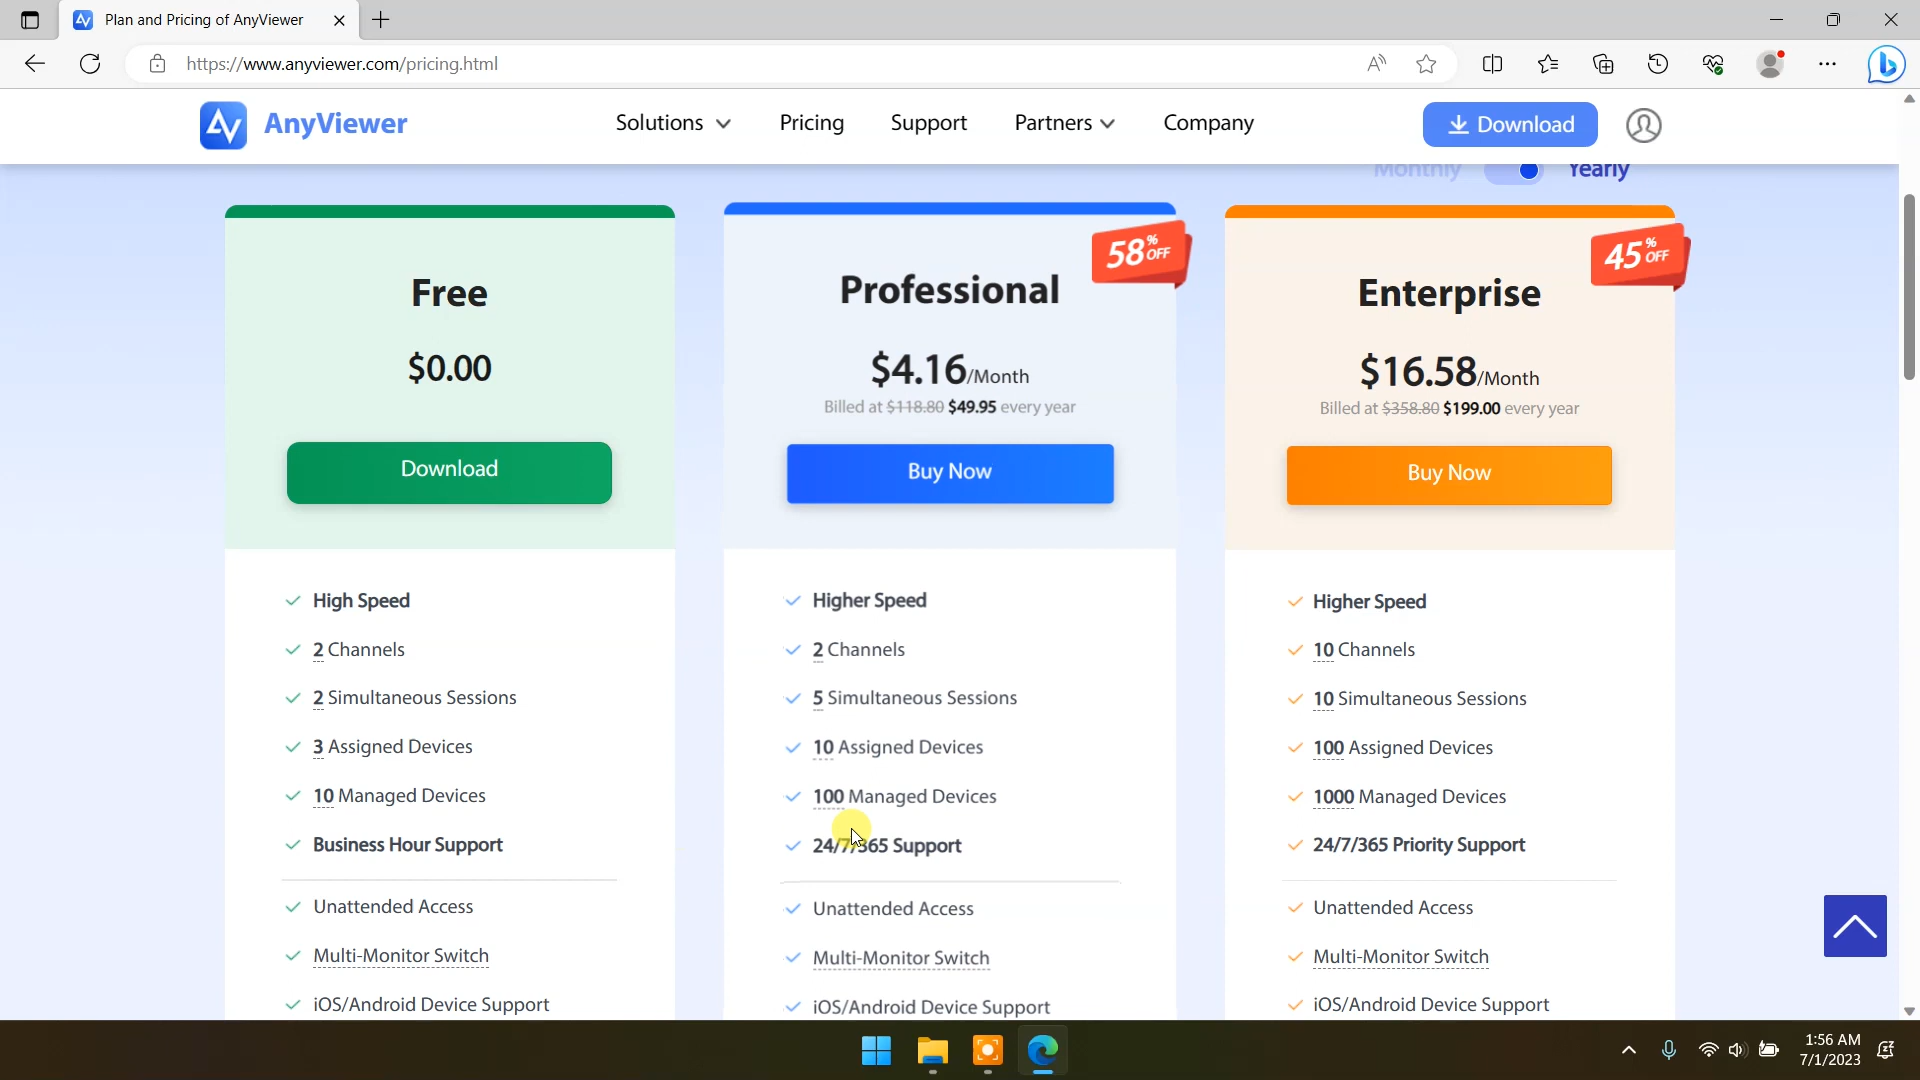 Plan and Pricing of AnyViewer
https://www.anyviewer.com/pricing.html
AnyViewer
Solutions
Pricing
Support
Partners
Company
Download
Monthly
Yearly
Free
$0.00
Download
High Speed
2 Channels
2 Simultaneous Sessions
3 Assigned Devices
10 Managed Devices
Business Hour Support
Unattended Access
Multi-Monitor Switch
iOS/Android Device Support
58% OFF
Professional
$4.16/Month
Billed at $118.80 $49.95 every year
Buy Now
Higher Speed
2 Channels
5 Simultaneous Sessions
10 Assigned Devices
100 Managed Devices
24/7/365 Support
Unattended Access
Multi-Monitor Switch
iOS/Android Device Support
45% OFF
Enterprise
$16.58/Month
Billed at $358.80 $199.00 every year
Buy Now
Higher Speed
10 Channels
10 Simultaneous Sessions
100 Assigned Devices
1000 Managed Devices
24/7/365 Priority Support
Unattended Access
Multi-Monitor Switch
iOS/Android Device Support
1:56 AM
7/1/2023